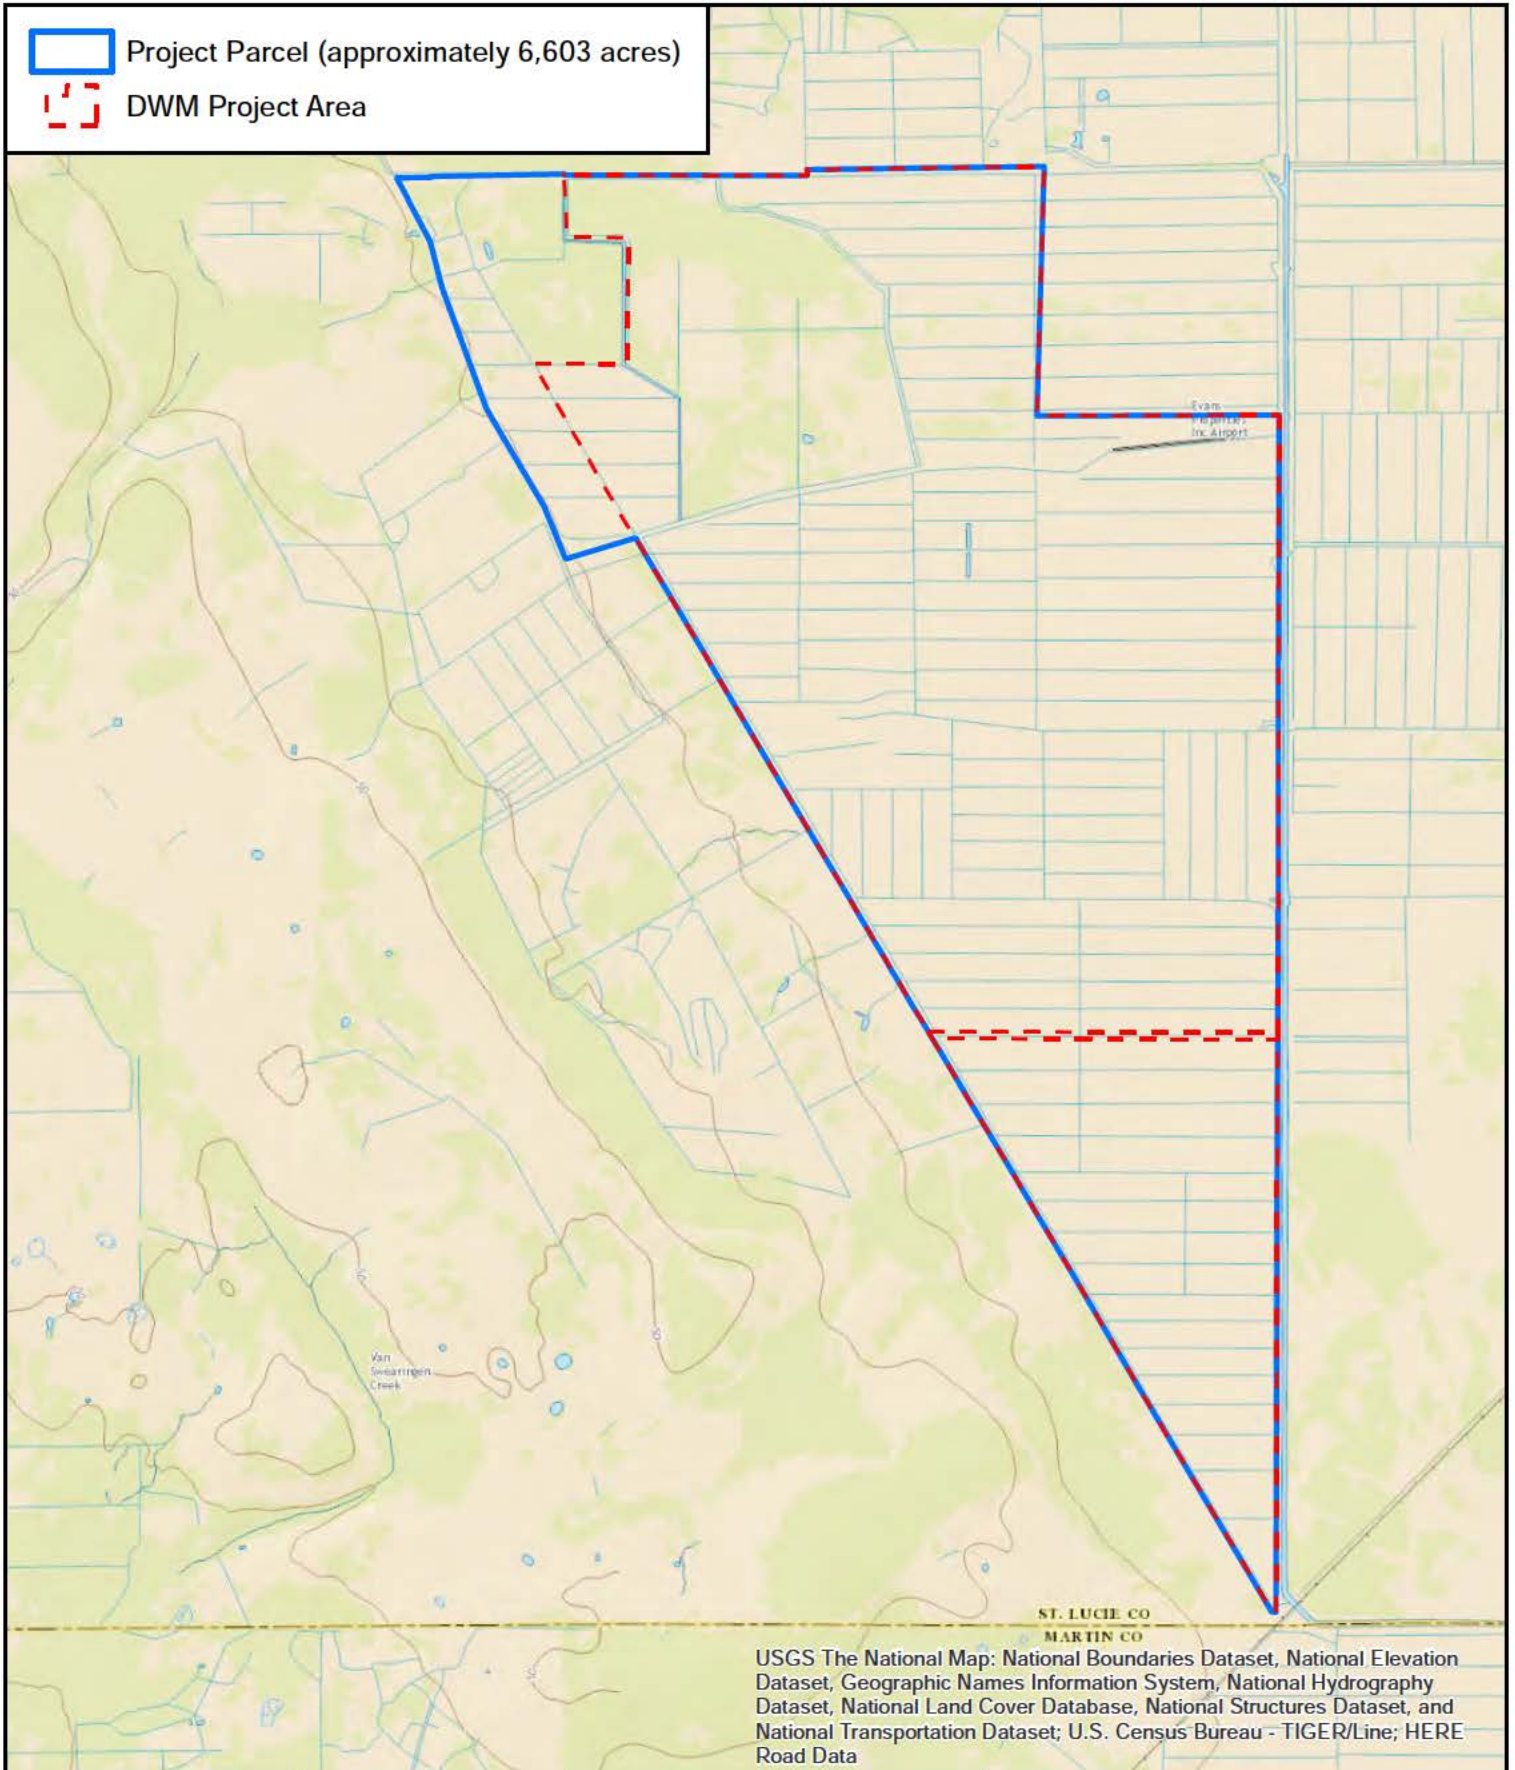 Project Parcel (approximately 6,603 acres)
DWM Project Area
Evans
Properties
Inc Airport
Van
Swearingen
Creek
ST. LUCIE CO
MARTIN CO
USGS The National Map: National Boundaries Dataset, National Elevation
Dataset, Geographic Names Information System, National Hydrography
Dataset, National Land Cover Database, National Structures Dataset, and
National Transportation Dataset; U.S. Census Bureau - TIGER/Line; HERE
Road Data